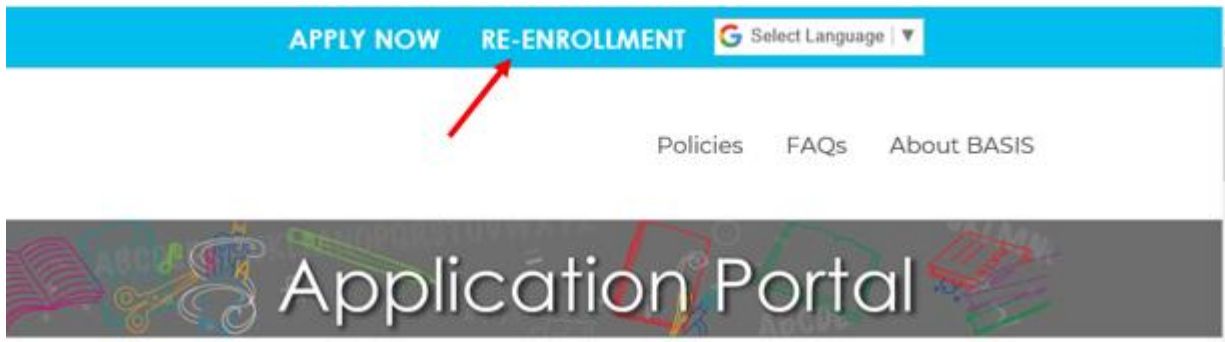 APPLY NOW RE-ENROLLMENT G Select Language ▼
Policies FAQs About BASIS
Application Portal